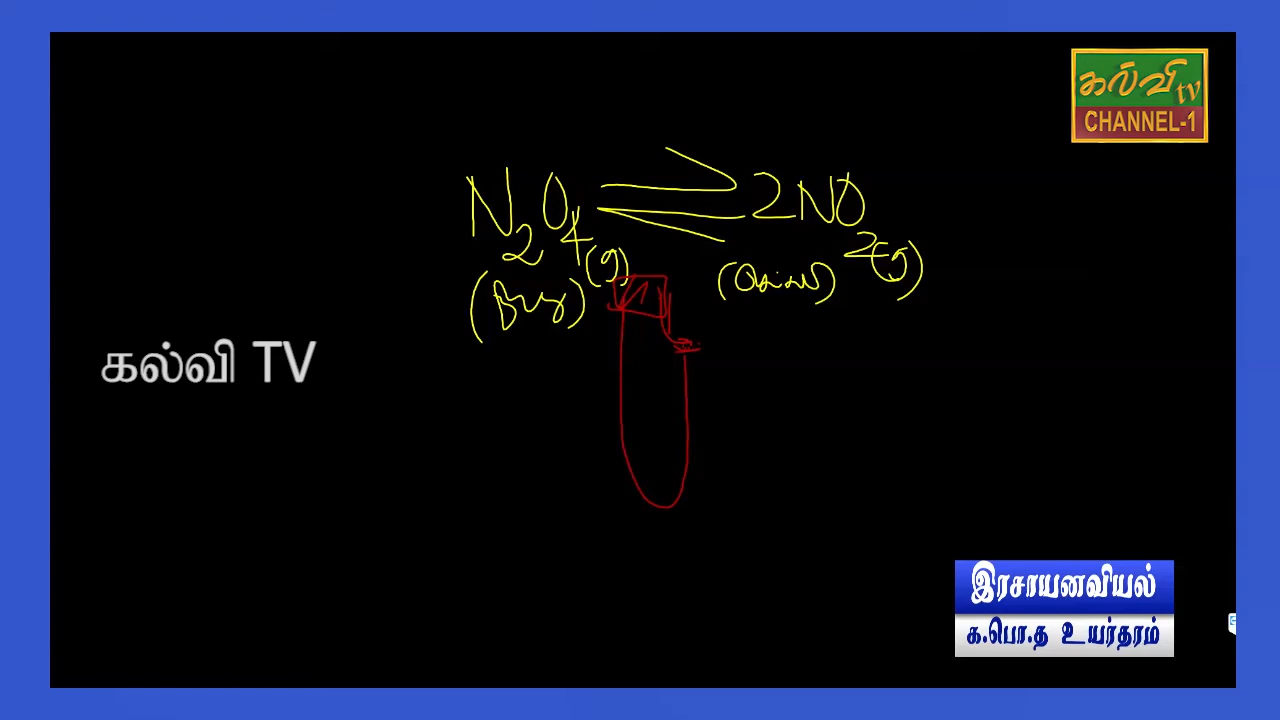 கல்வி tv
CHANNEL-1
N₂O₄(g) ⇌ 2NO₂(g)
கல்வி TV
இரசாயனவியல்
க.பொ.த உயர்தரம்